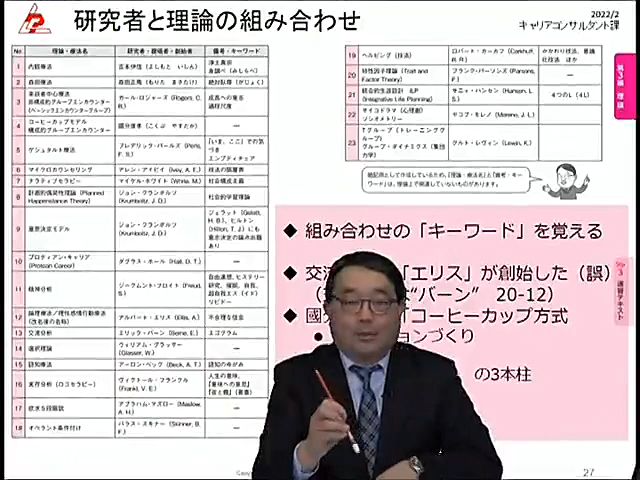 研究者と理論の組み合わせ
2022/2
キャリアコンサルタント課
No. 理論・療法名 研究者・提唱者・創始者 備考・キーワード
1 内観療法 吉本伊信（よしもと いしん） 浄土真宗
身調べ（みしらべ）
2 森田療法 森田正馬（もりた まさたけ）
3 来談者中心療法
非構成的グループエンカウンター
（ベーシックエンカウンターグループ）
カール・ロジャーズ（Rogers, C. R.）
4 コーヒーカップモデル
構成的グループエンカウンター
國分康孝（こくぶ やすたか） ―
5 ゲシュタルト療法 フレデリック・パールズ（Perls, F. S.） 「いま、ここ」での気づき
エンプティチェア
6 マイクロカウンセリング アレン・アイビイ（Ivey, A. E.） 技法の階層表
7 ナラティブセラピー マイケル・ホワイト（White, M.） 社会構成主義
8 計画的偶発性理論（Planned Happenstance Theory） ジョン・クランボルツ（Krumboltz, J. D.） 社会的学習理論
9 意思決定モデル ジョン・クランボルツ（Krumboltz, J. D.） ジェラット（Gelatt, H. B.）、ヒルトン（Hilton, T. J.）にも意思決定の論点出題あり
10 プロティアン・キャリア
(Protean Career)
ダグラス・ホール（Hall, D. T.） ―
11 精神分析 ジークムント・フロイト（Freud, S.） 自由連想、ヒステリー研究、催眠、自我、超自我エス（イド）リビドー
12 論理療法／理性感情行動療法
（改名後の名称）
アルバート・エリス（Ellis, A.） 不合理な信念
13 交流分析 エリック・バーン（Berne, E.） エゴグラム
14 選択理論 ウィリアム・グラッサー（Glasser, W.） ―
15 認知療法 アーロン・ベック（Beck, A. T.） 認知のゆがみ
16 実存分析（ロゴセラピー） ヴィクトール・フランクル（Frankl, V. E.） 人生の意味、
「意味への意志」
「夜と霧」（著書）
17 欲求5段階説 アブラハム・マズロー（Maslow, A. H.） ―
18 オペラント条件付け バラス・スキナー（Skinner, B. F.） ―
19 ヘルピング（技法） ロバート・カーカフ（Carkhuff, R. R.） かかわり技法、意識化技法 ほか
20 特性因子理論（Trait and Factor Theory） フランク・パーソンズ（Parsons, F.） ―
21 統合的生涯設計 ILP
(Integrative Life Planning)
サニィ・ハンセン（Hansen, L. S.） 4つのL（4L）
22 サイコドラマ（心理劇）
ソシオメトリー
ヤコブ・モレノ（Moreno, J. L.） ―
23 Tグループ（トレーニンググループ）
グループ・ダイナミクス（集団力学）
クルト・レヴィン（Lewin, K.） ―
第3編 理論
◆ 組み合わせの「キーワード」を覚える
◆ 交流 「エリス」が創始した（誤）
“バーン” 20-12）
◆ 國 「コーヒーカップ方式
ョンづくり
の3本柱
27